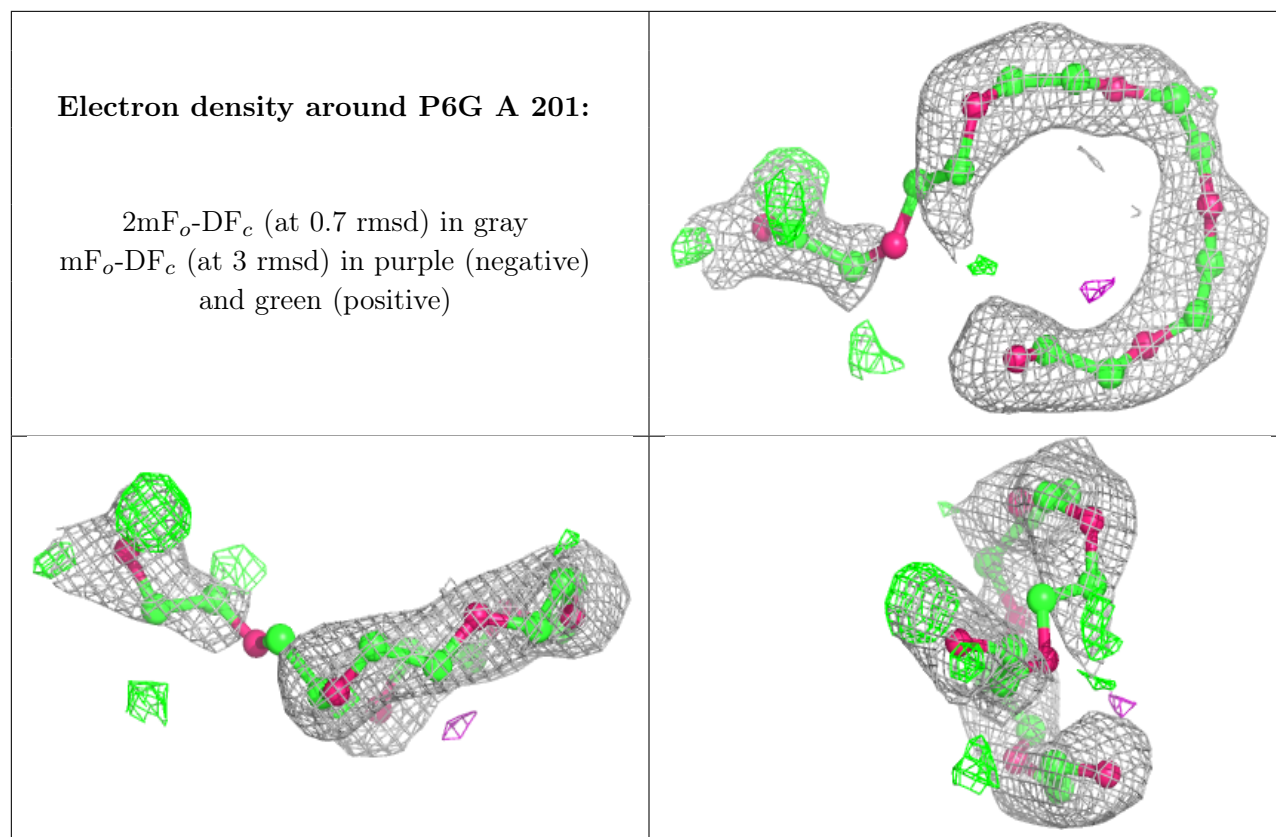 Electron density around P6G A 201:
2mFo-DFc (at 0.7 rmsd) in gray
mFo-DFc (at 3 rmsd) in purple (negative)
and green (positive)